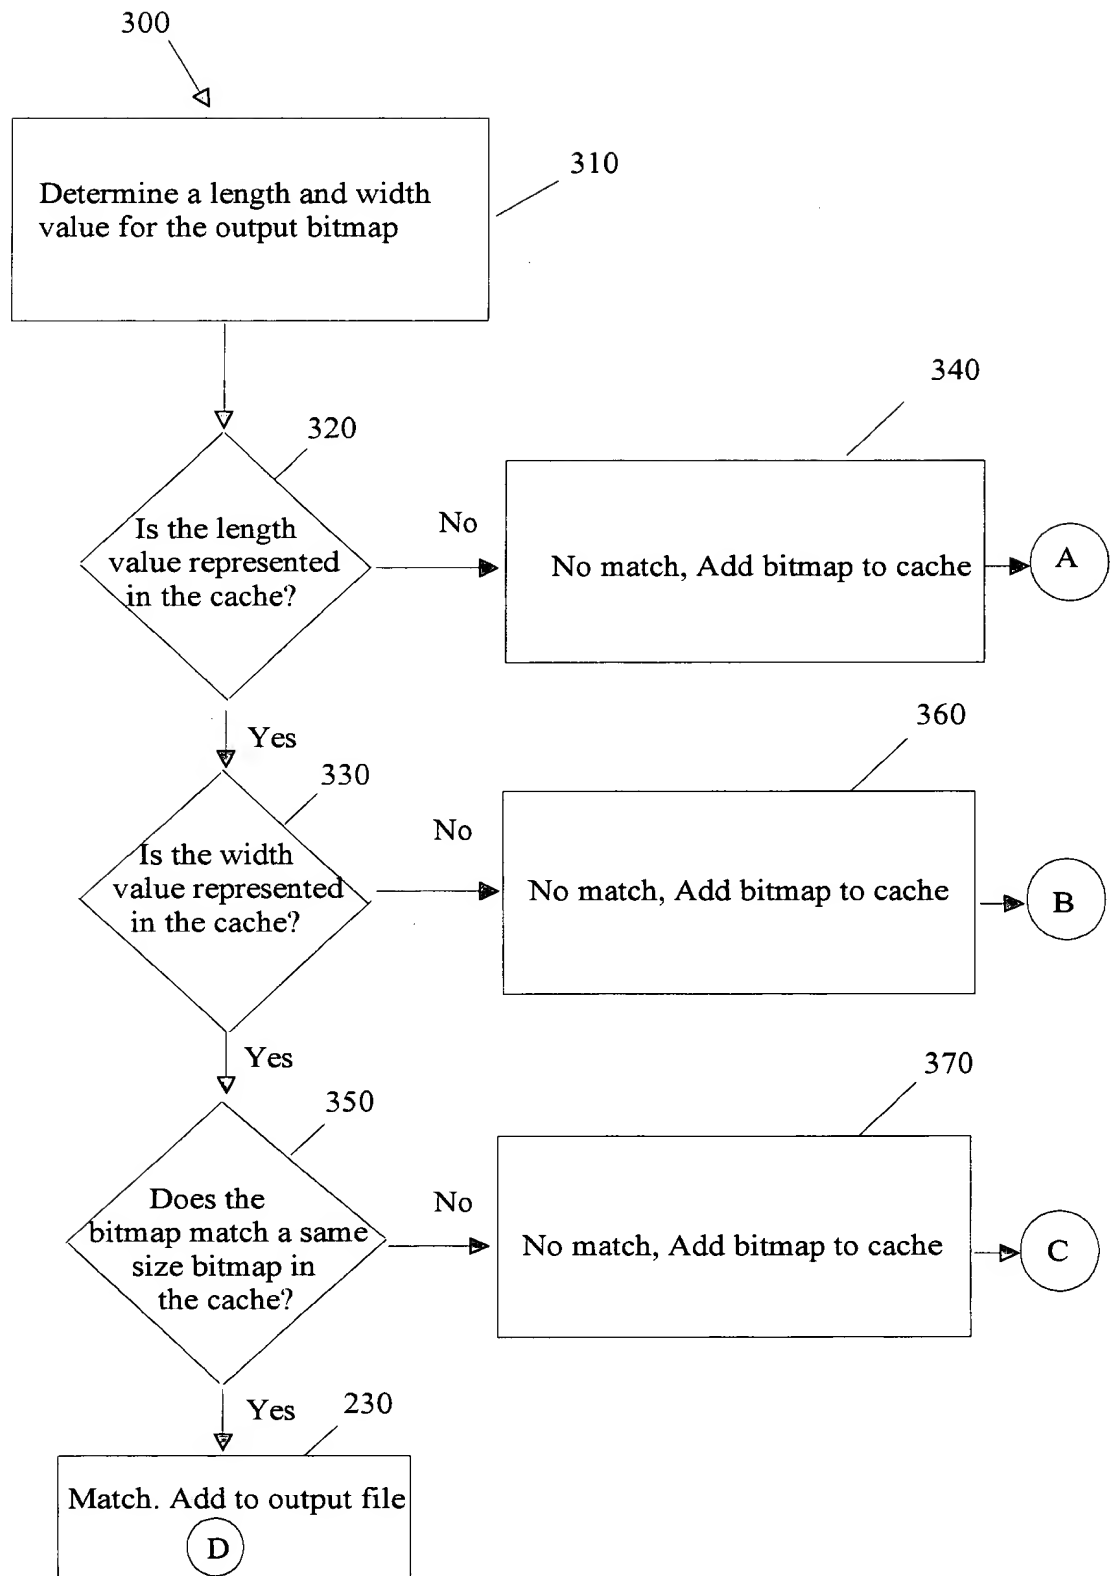 300
310
Determine a length and width
value for the output bitmap
340
320
Is the length
value represented
in the cache?
No
No match, Add bitmap to cache
A
Yes
360
330
Is the width
value represented
in the cache?
No
No match, Add bitmap to cache
B
Yes
370
350
Does the
bitmap match a same
size bitmap in
the cache?
No
No match, Add bitmap to cache
C
Yes
230
Match. Add to output file
D